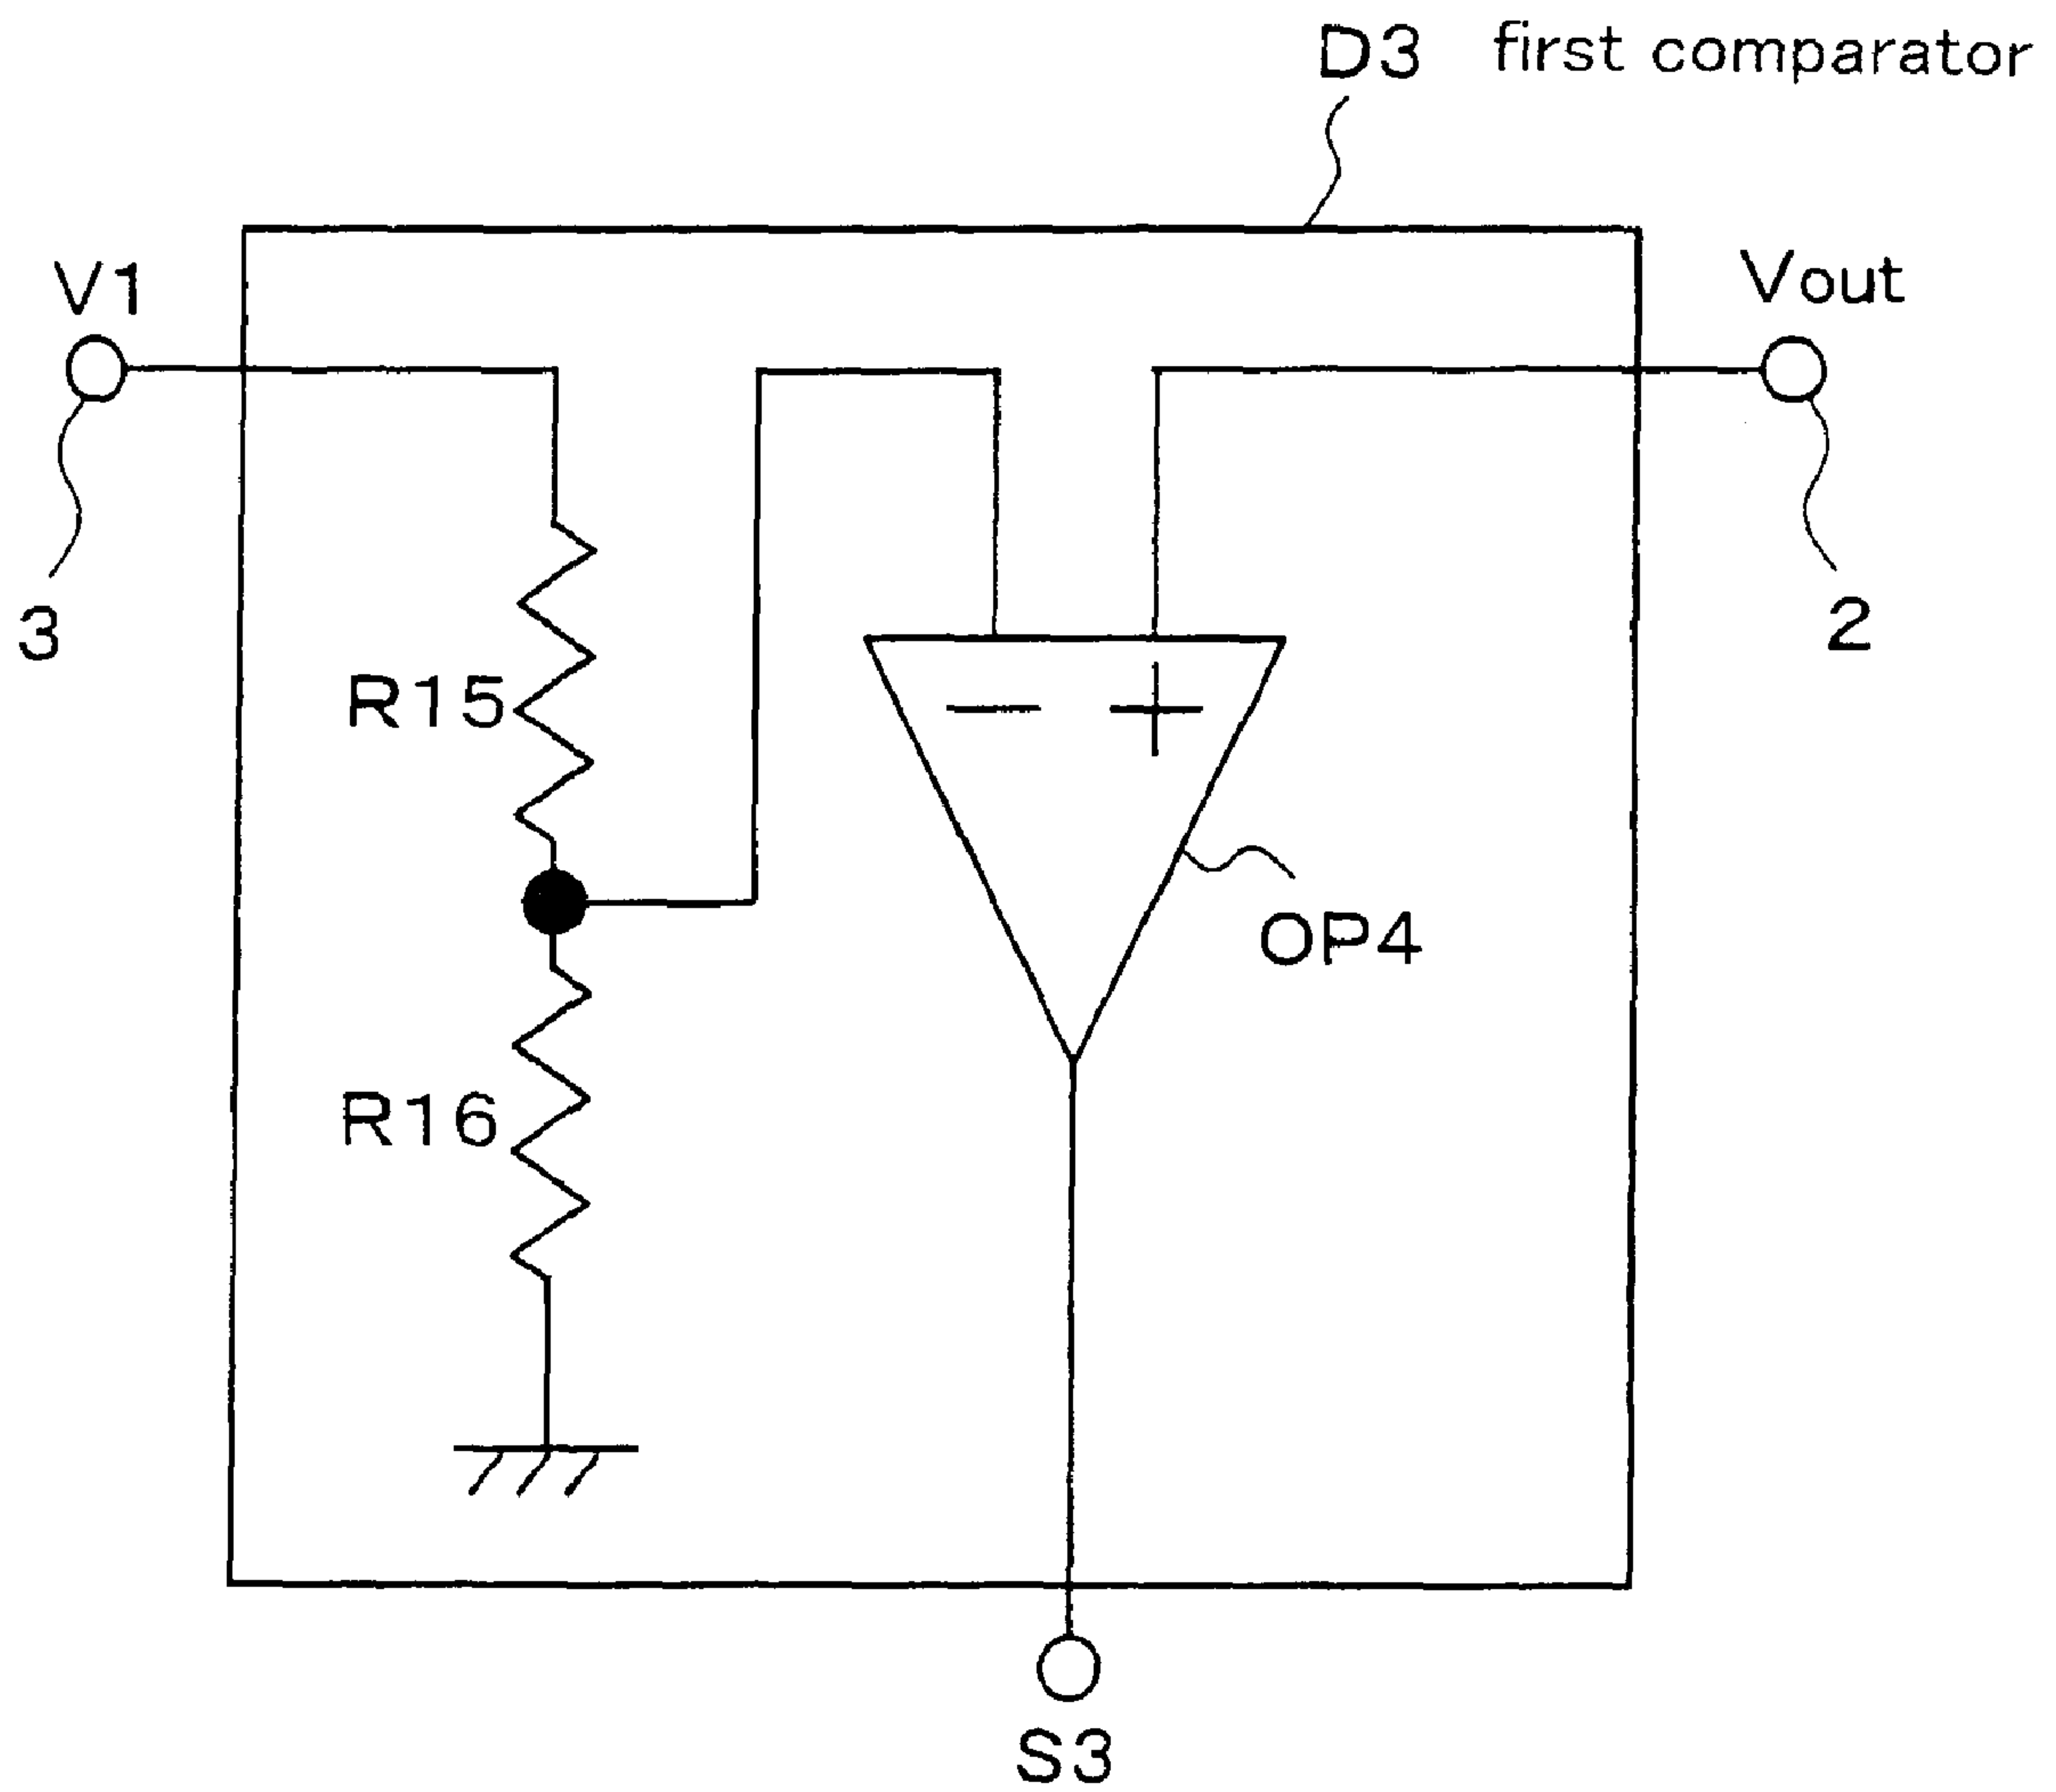 D3 first comparator
V1
Vout
3
2
R15
− +
OP4
R16
S3